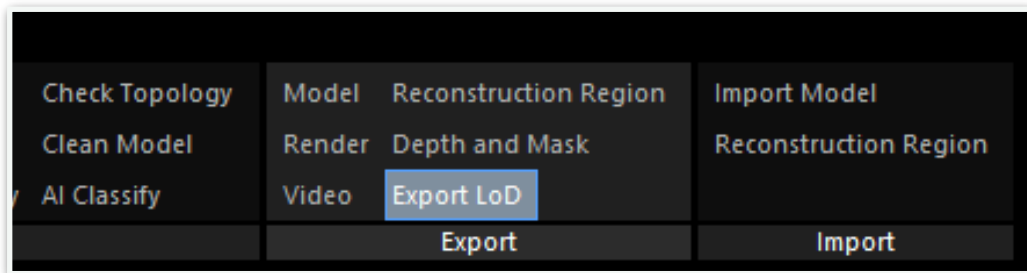 Check Topology
Clean Model
AI Classify
Model Reconstruction Region
Render Depth and Mask
Video Export LoD
Export
Import Model
Reconstruction Region
Import